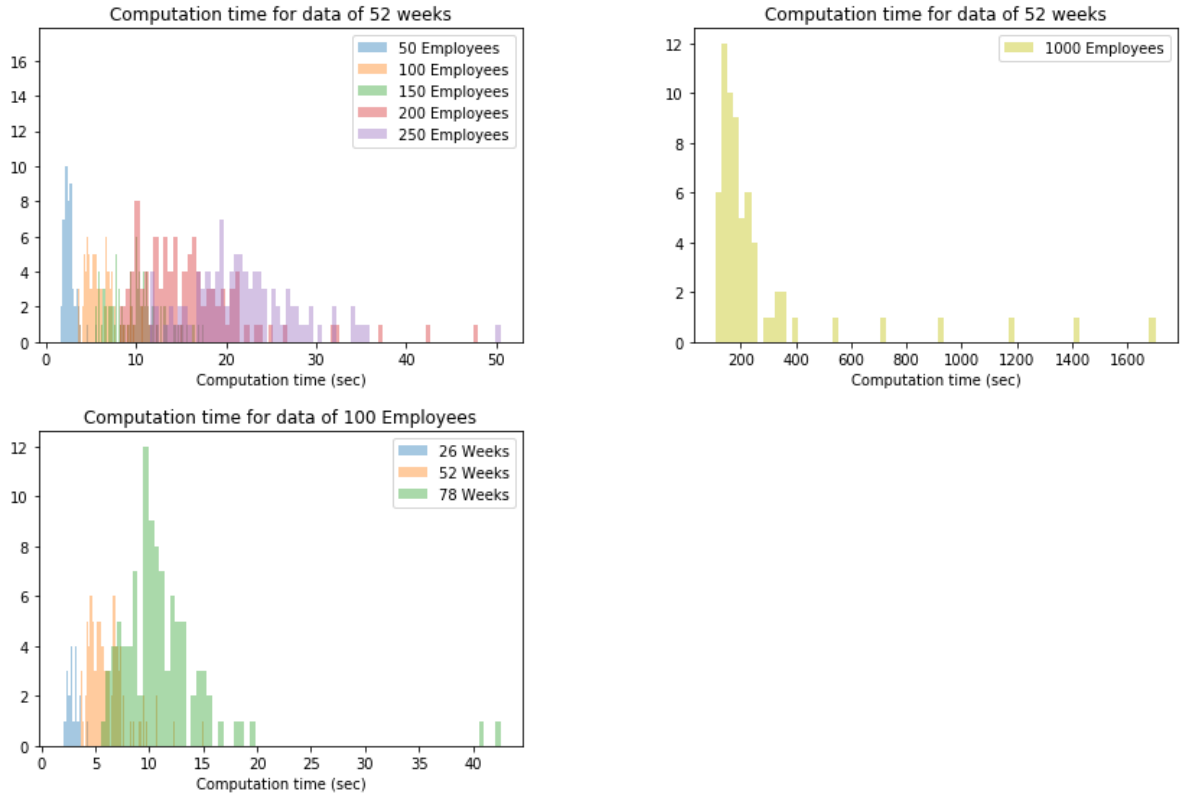 Computation time for data of 52 weeks
16
14
12
10
8
6
4
2
0
0 10 20 30 40 50
Computation time (sec)
50 Employees
100 Employees
150 Employees
200 Employees
250 Employees
Computation time for data of 52 weeks
12
10
8
6
4
2
0
200 400 600 800 1000 1200 1400 1600
Computation time (sec)
1000 Employees
Computation time for data of 100 Employees
12
10
8
6
4
2
0
0 5 10 15 20 25 30 35 40
Computation time (sec)
26 Weeks
52 Weeks
78 Weeks